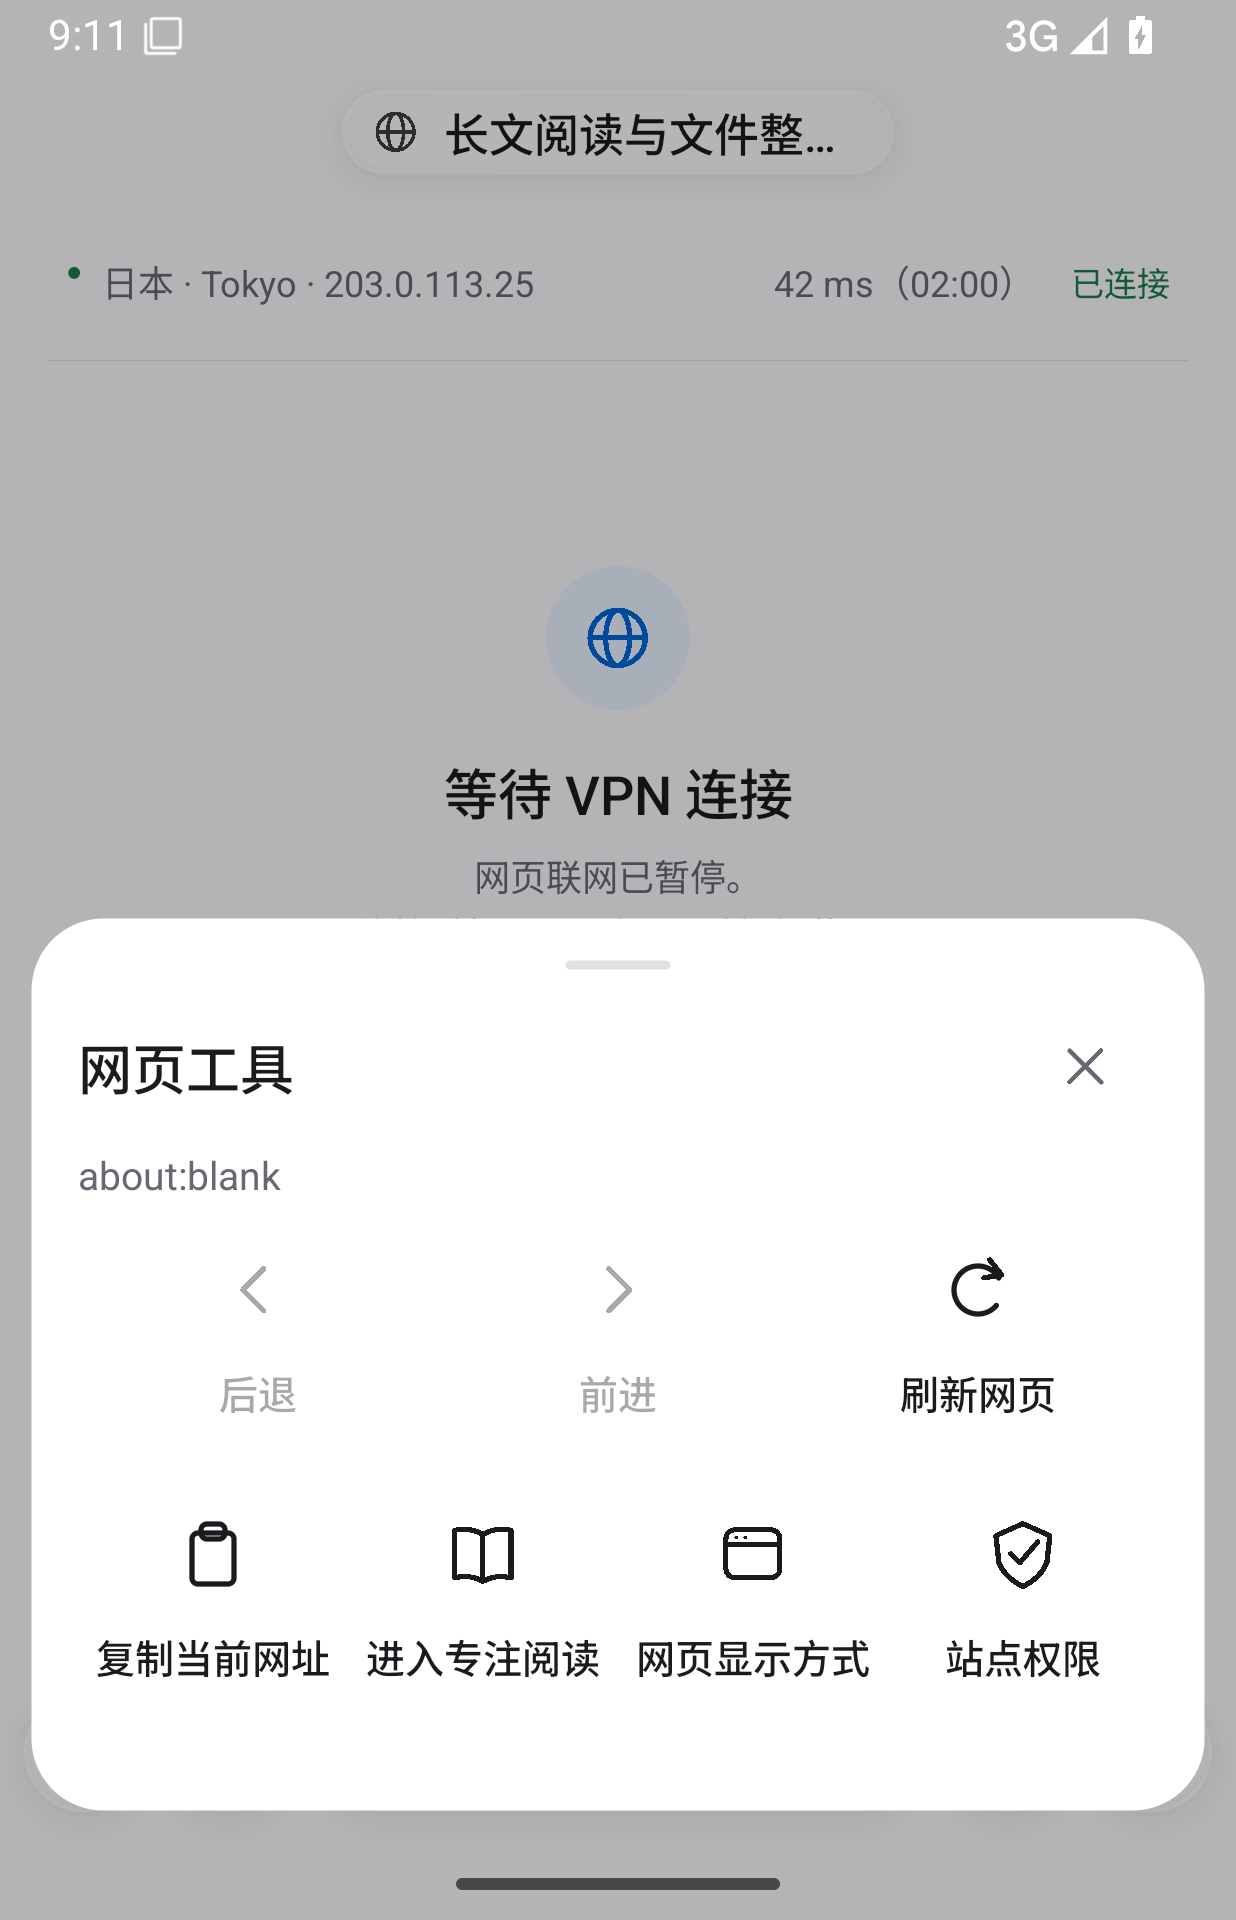 9:11
3G
长文阅读与文件整...
日本 · Tokyo · 203.0.113.25
42 ms（02:00）
已连接
等待 VPN 连接
网页联网已暂停。
网页工具
about:blank
后退
前进
刷新网页
复制当前网址
进入专注阅读
网页显示方式
站点权限